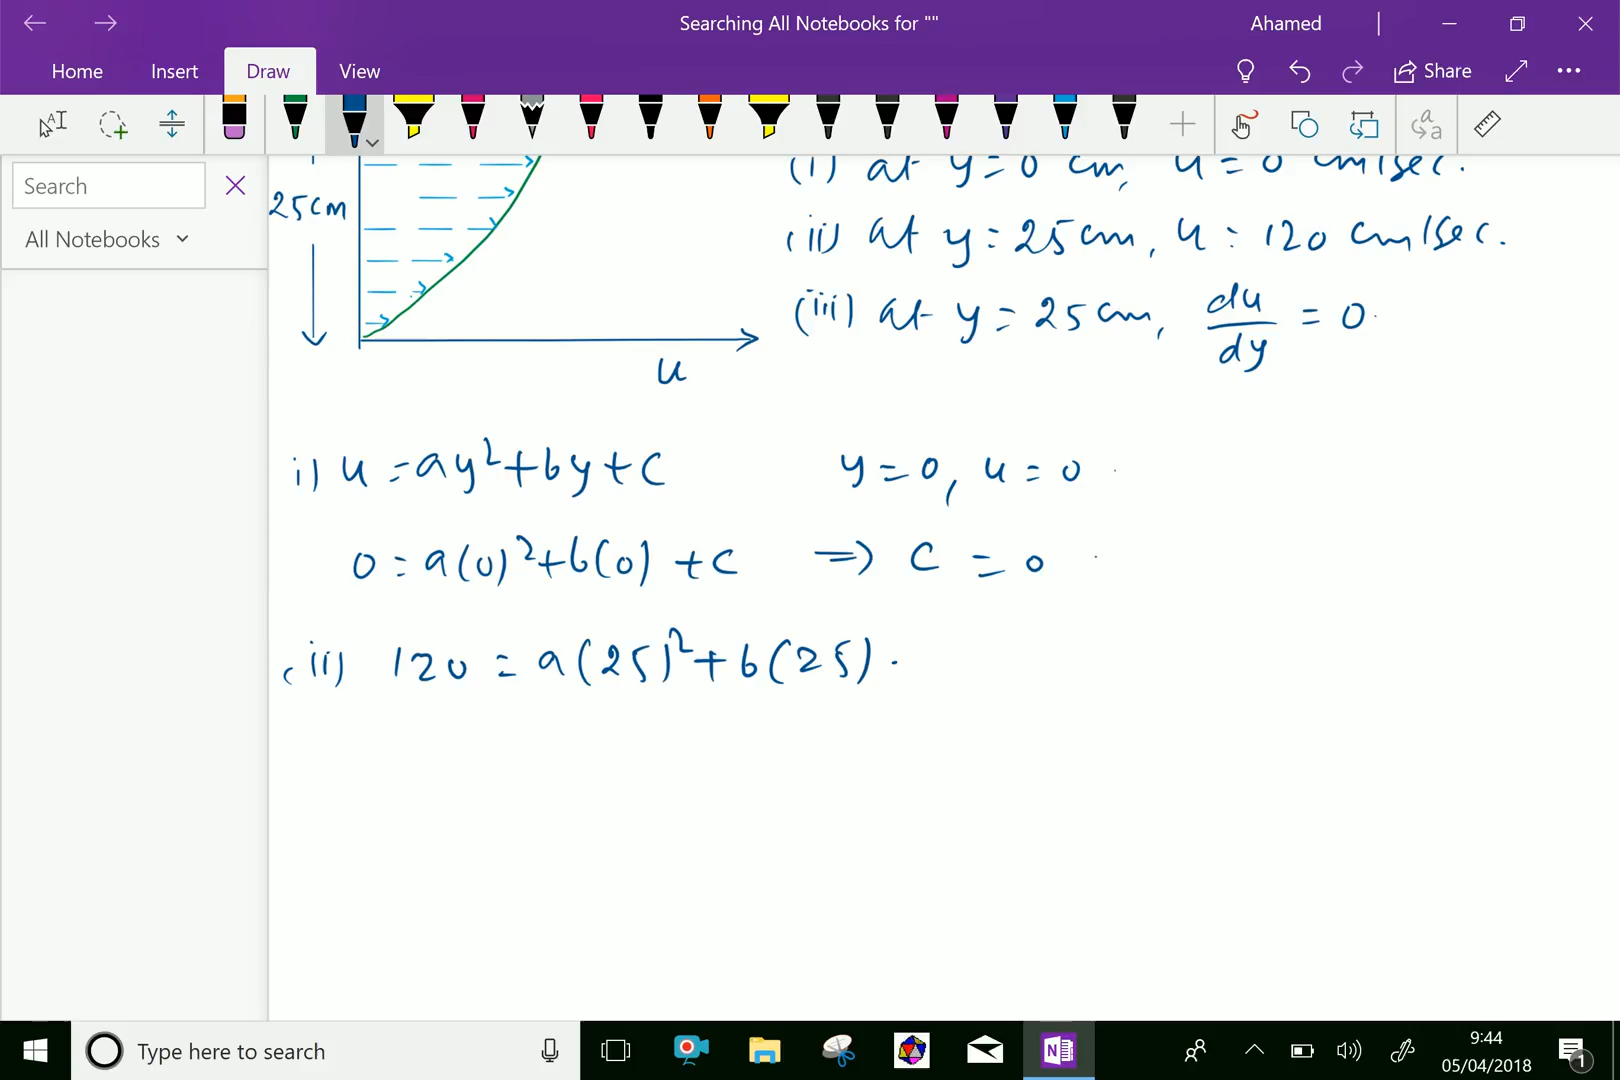 Searching All Notebooks for ""
Ahamed
Home Insert Draw View
Share
Search
All Notebooks
25cm
u
(i) at y=0 cm, u=0 cm/sec.
(ii) at y=25cm, u=120 cm/sec.
(iii) at y=25cm, du/dy = 0.
i) u = ay²+by+c y=0, u=0
0 = a(0)²+b(0)+c ⇒ c = 0
(ii) 120 = a(25)²+b(25).
Type here to search
9:44
05/04/2018
1